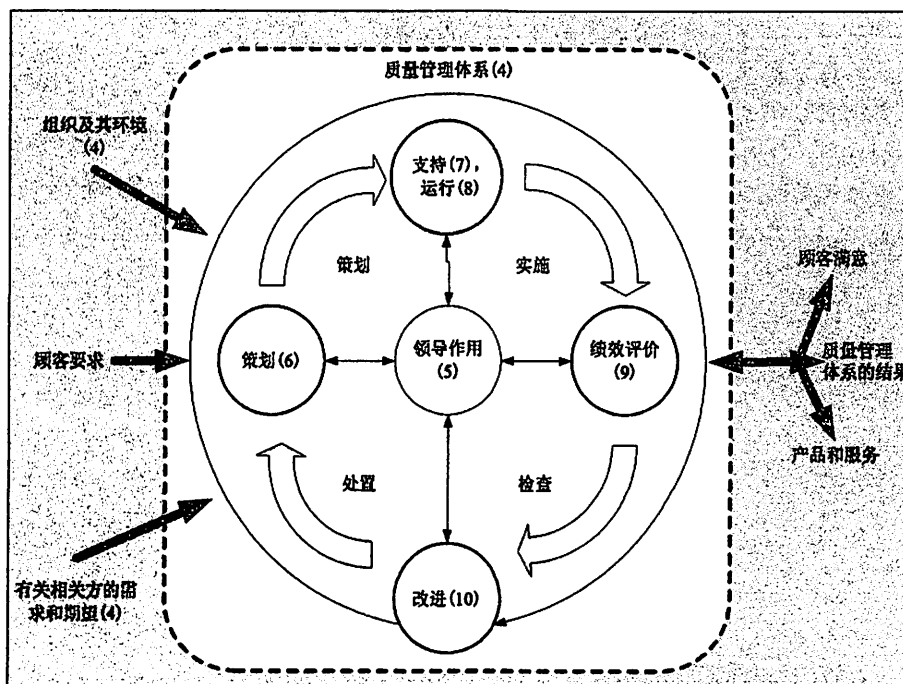 质量管理体系(4)
组织及其环境
(4)
支持(7)，
运行(8)
策划
实施
顾客满意
顾客要求
策划(6)
领导作用
(5)
绩效评价
(9)
质量管理
体系的结果
处置
检查
产品和服务
有关相关方的需
求和期望(4)
改进(10)